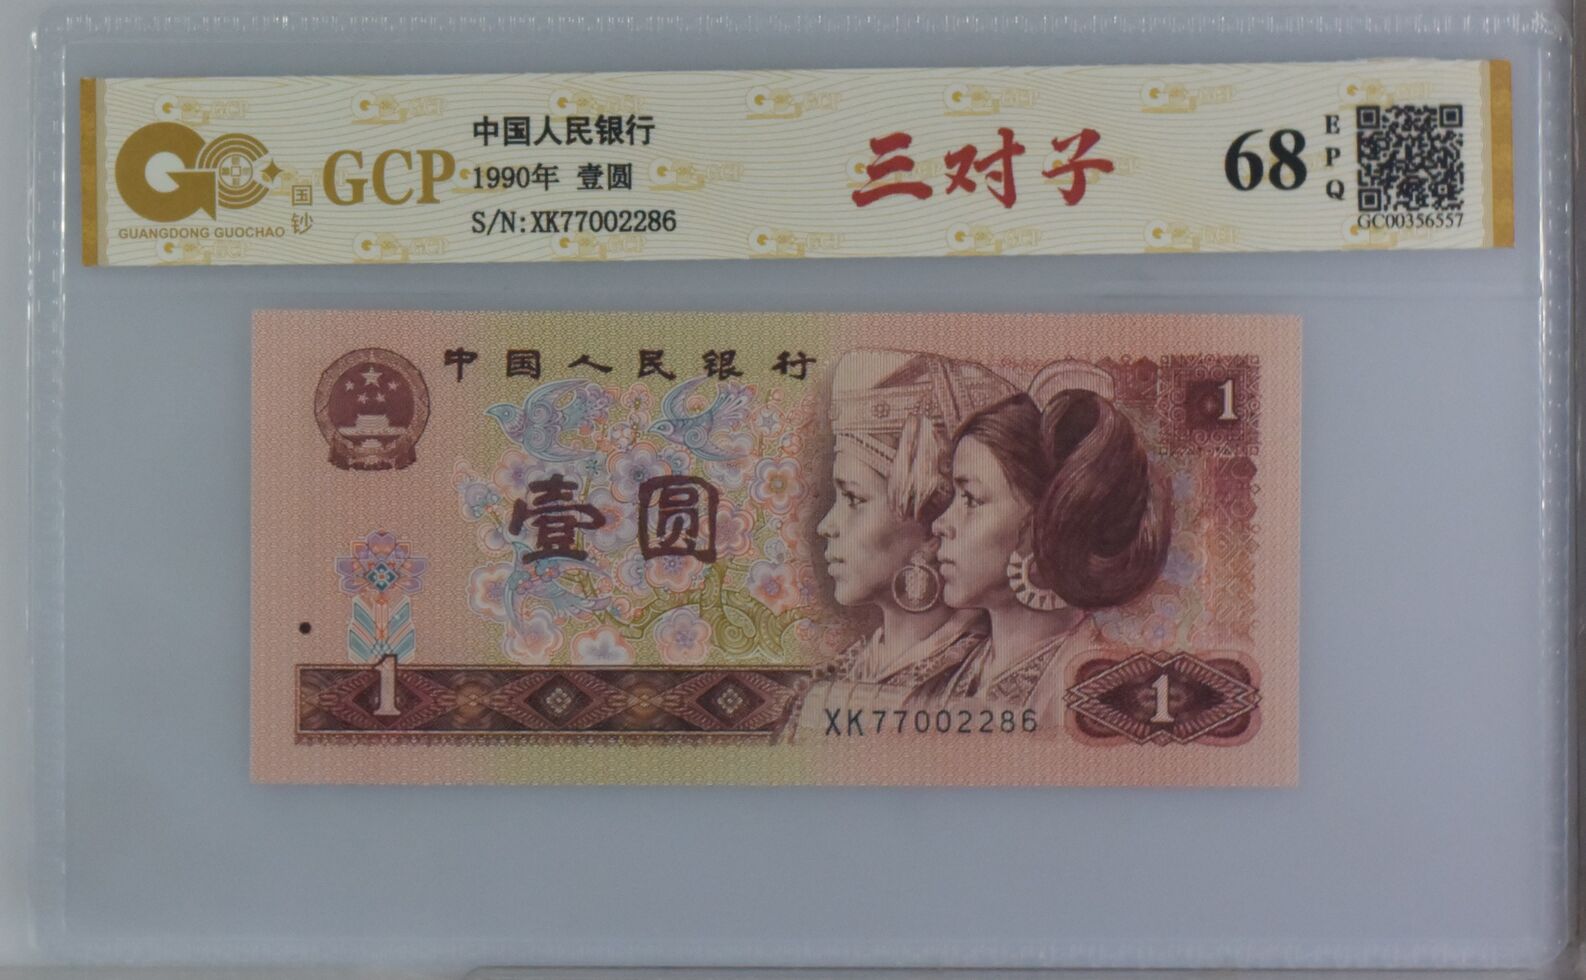 国钞
GCP
GUANGDONG GUOCHAO
中国人民银行
1990年 壹圆
S/N:XK77002286
三对子
68
EPQ
GC00356557
中国人民银行
1
壹圆
1
XK77002286
1